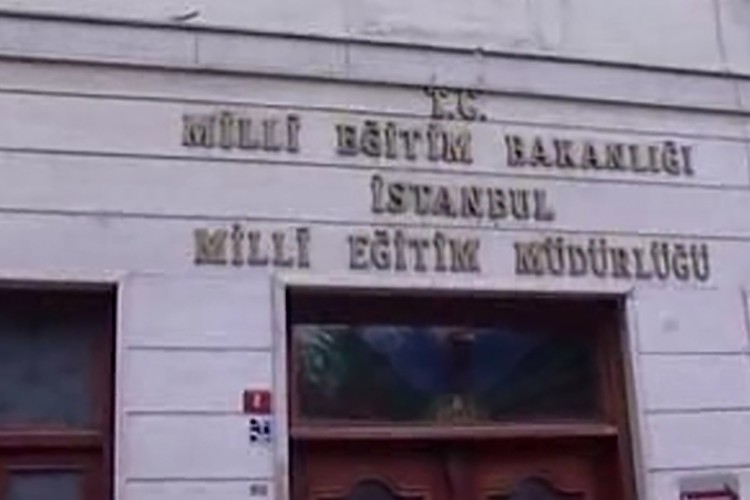 T.C.
MİLLİ EĞİTİM BAKANLIĞI
İSTANBUL
MİLLİ EĞİTİM MÜDÜRLÜĞÜ